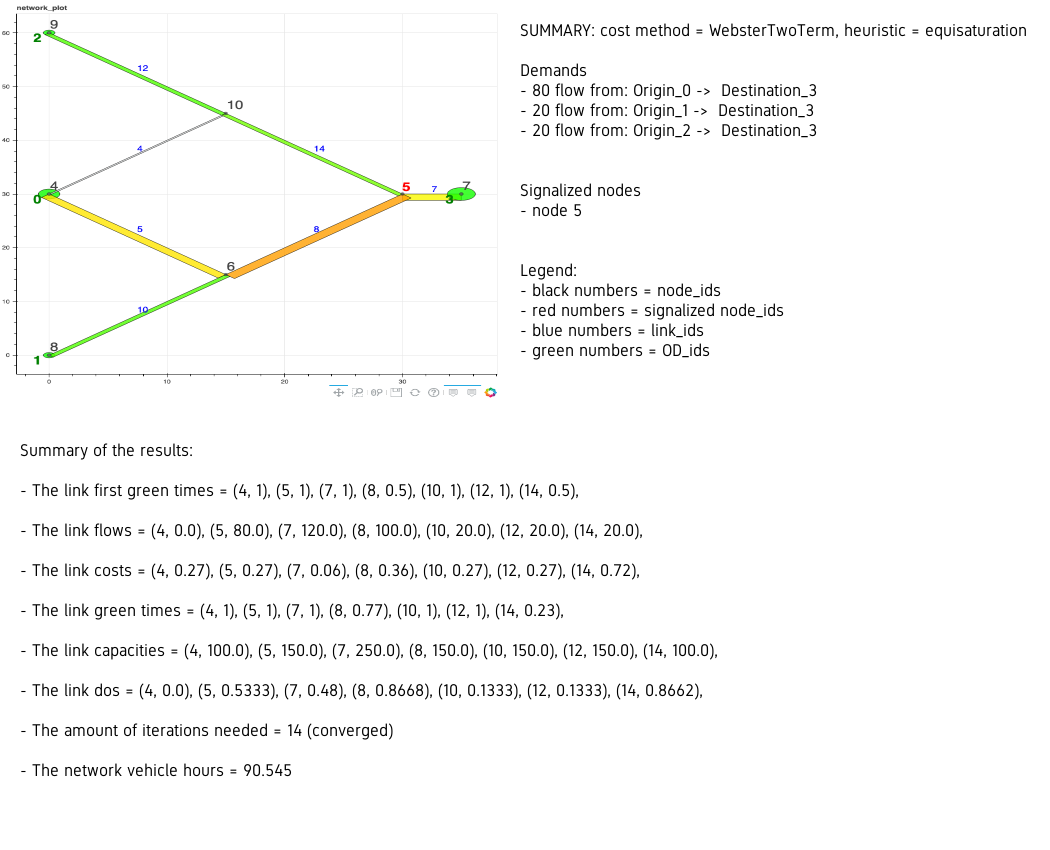 network_plot
SUMMARY: cost method = WebsterTwoTerm, heuristic = equisaturation
Demands
- 80 flow from: Origin_0 -> Destination_3
- 20 flow from: Origin_1 -> Destination_3
- 20 flow from: Origin_2 -> Destination_3
Signalized nodes
- node 5
Legend:
- black numbers = node_ids
- red numbers = signalized node_ids
- blue numbers = link_ids
- green numbers = OD_ids
60
50
40
30
20
10
0
9
2
12
10
4
14
4
0
5
7
7
3
5
8
6
10
8
1
0
10
20
30
Summary of the results:
- The link first green times = (4, 1), (5, 1), (7, 1), (8, 0.5), (10, 1), (12, 1), (14, 0.5),
- The link flows = (4, 0.0), (5, 80.0), (7, 120.0), (8, 100.0), (10, 20.0), (12, 20.0), (14, 20.0),
- The link costs = (4, 0.27), (5, 0.27), (7, 0.06), (8, 0.36), (10, 0.27), (12, 0.27), (14, 0.72),
- The link green times = (4, 1), (5, 1), (7, 1), (8, 0.77), (10, 1), (12, 1), (14, 0.23),
- The link capacities = (4, 100.0), (5, 150.0), (7, 250.0), (8, 150.0), (10, 150.0), (12, 150.0), (14, 100.0),
- The link dos = (4, 0.0), (5, 0.5333), (7, 0.48), (8, 0.8668), (10, 0.1333), (12, 0.1333), (14, 0.8662),
- The amount of iterations needed = 14 (converged)
- The network vehicle hours = 90.545